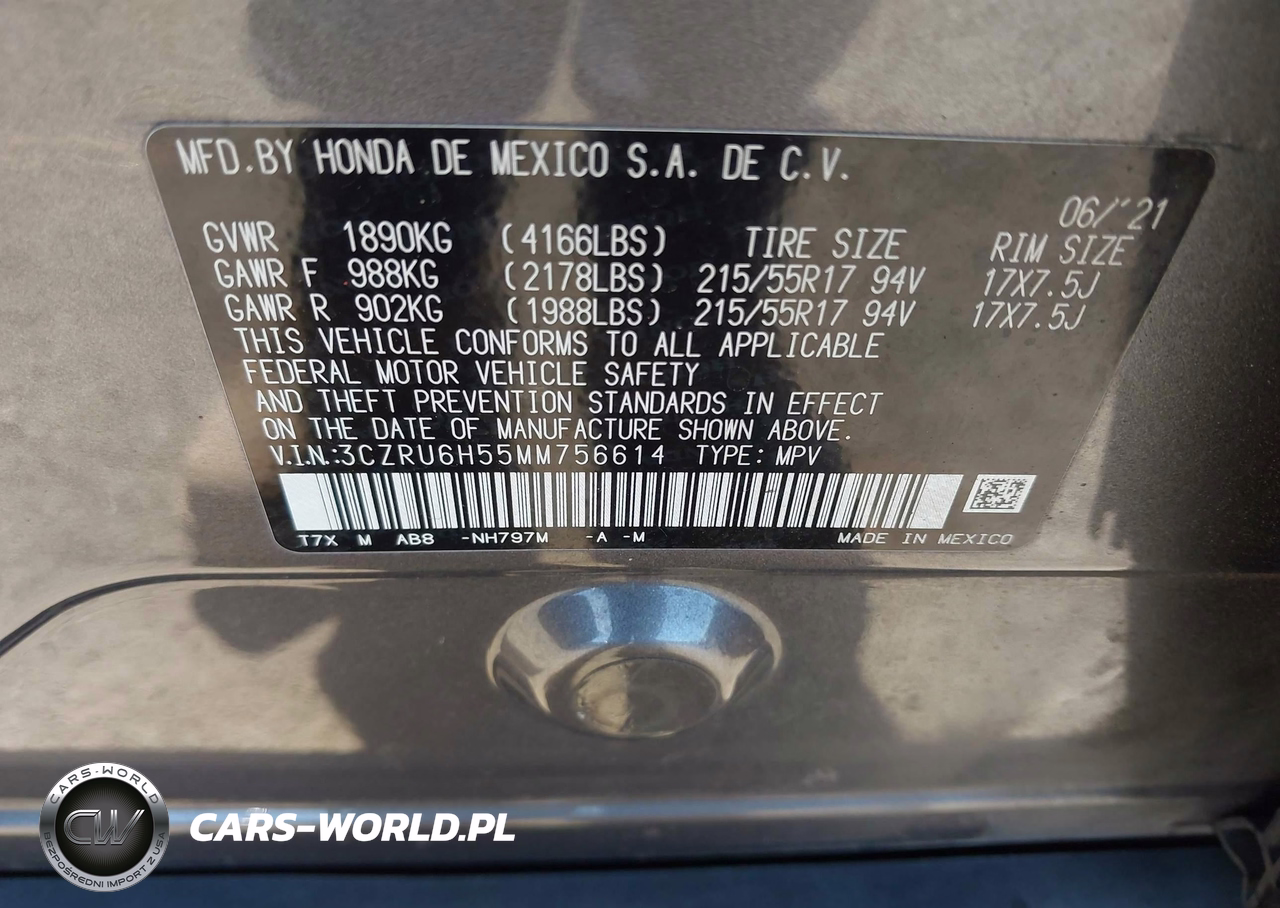 MFD.BY HONDA DE MEXICO S.A. DE C.V.
06/'21
GVWR 1890KG (4166LBS) TIRE SIZE RIM SIZE
GAWR F 988KG (2178LBS) 215/55R17 94V 17X7.5J
GAWR R 902KG (1988LBS) 215/55R17 94V 17X7.5J
THIS VEHICLE CONFORMS TO ALL APPLICABLE
FEDERAL MOTOR VEHICLE SAFETY
AND THEFT PREVENTION STANDARDS IN EFFECT
ON THE DATE OF MANUFACTURE SHOWN ABOVE.
V.I.N.:3CZRU6H55MM756614 TYPE: MPV
T7X M AB8 -NH797M -A -M MADE IN MEXICO
CARS-WORLD
CW
BEZPOŚREDNI IMPORT Z USA
CARS-WORLD.PL